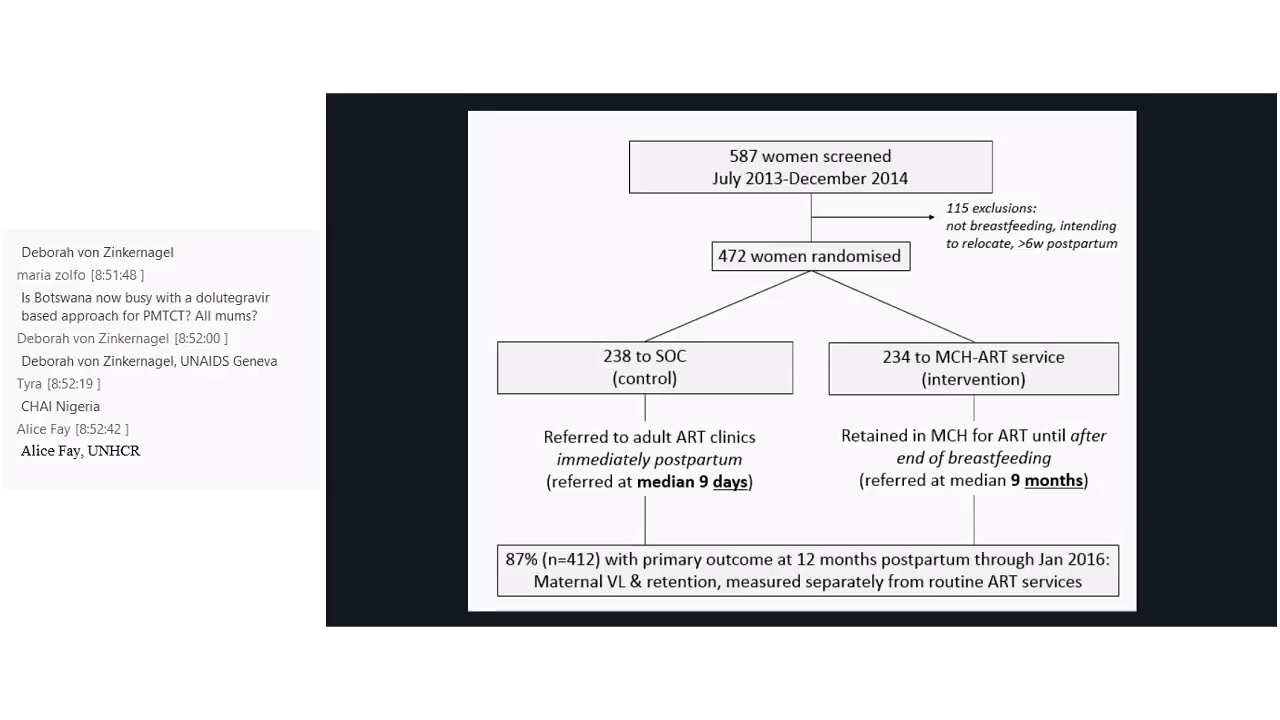 Deborah von Zinkernagel
maria zolfo [8:51:48 ]
Is Botswana now busy with a dolutegravir
based approach for PMTCT? All mums?
Deborah von Zinkernagel [8:52:00 ]
Deborah von Zinkernagel, UNAIDS Geneva
Tyra [8:52:19 ]
CHAI Nigeria
Alice Fay [8:52:42 ]
Alice Fay, UNHCR
587 women screened
July 2013-December 2014
115 exclusions:
not breastfeeding, intending
to relocate, >6w postpartum
472 women randomised
238 to SOC
(control)
234 to MCH-ART service
(intervention)
Referred to adult ART clinics
immediately postpartum
(referred at median 9 days)
Retained in MCH for ART until after
end of breastfeeding
(referred at median 9 months)
87% (n=412) with primary outcome at 12 months postpartum through Jan 2016:
Maternal VL & retention, measured separately from routine ART services